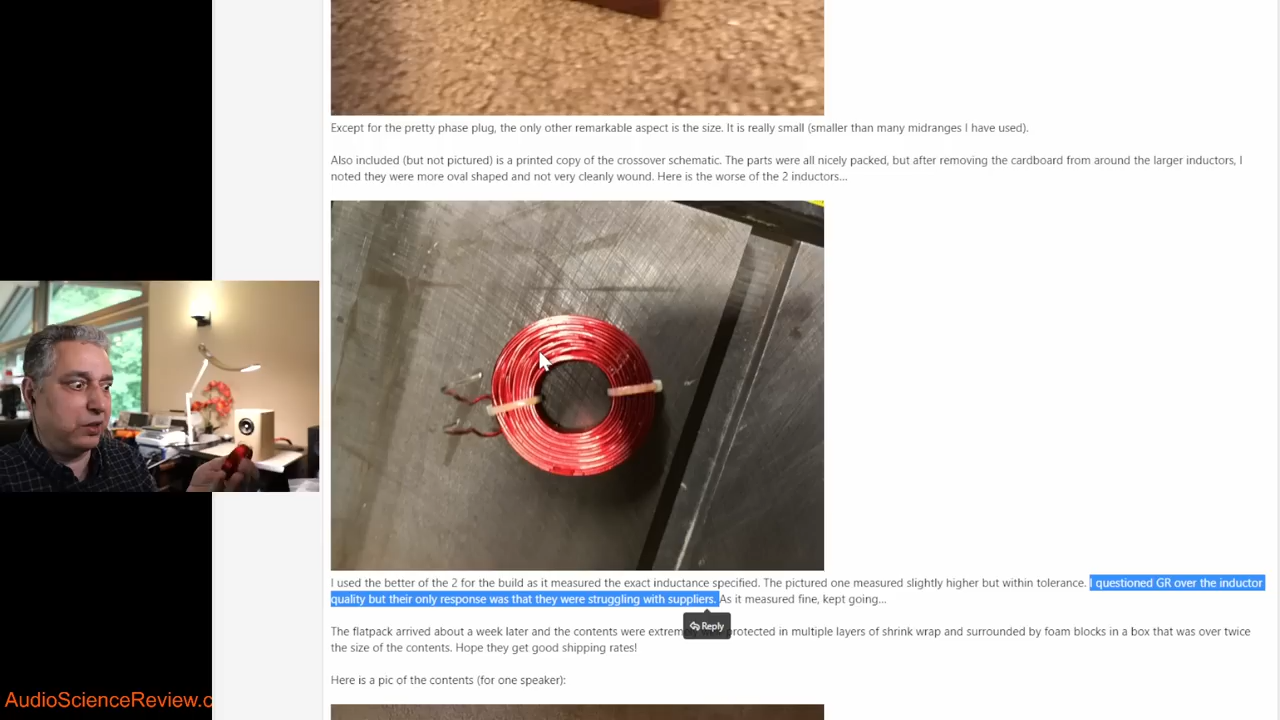 Except for the pretty phase plug, the only other remarkable aspect is the size. It is really small (smaller than many midranges I have used).
Also included (but not pictured) is a printed copy of the crossover schematic. The parts were all nicely packed, but after removing the cardboard from around the larger inductors, I
noted they were more oval shaped and not very cleanly wound. Here is the worse of the 2 inductors...
I used the better of the 2 for the build as it measured the exact inductance specified. The pictured one measured slightly higher but within tolerance. I questioned GR over the inductor
quality but their only response was that they were struggling with suppliers. As it measured fine, kept going...
Reply
The flatpack arrived about a week later and the contents were protected in multiple layers of shrink wrap and surrounded by foam blocks in a box that was over twice
the size of the contents. Hope they get good shipping rates!
Here is a pic of the contents (for one speaker):
AudioScienceReview.c